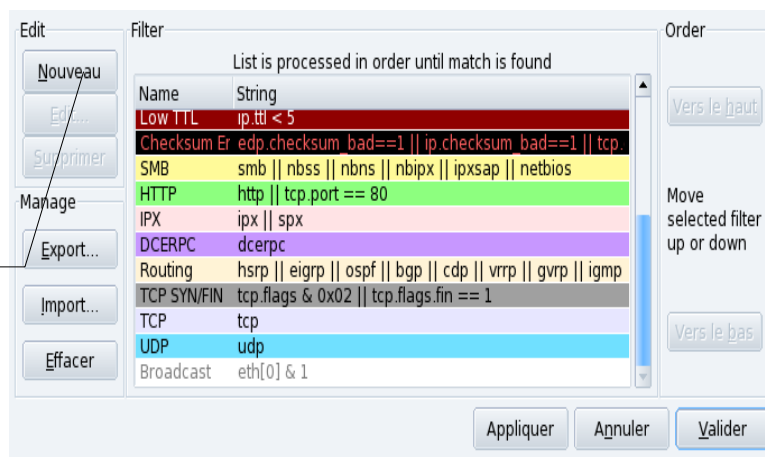 Edit
Nouveau
Edit...
Supprimer
Manage
Export...
Import...
Effacer
Filter
List is processed in order until match is found
Name String
Low TTL ip.ttl < 5
Checksum Er edp.checksum_bad==1 || ip.checksum_bad==1 || tcp.
SMB smb || nbss || nbns || nbipx || ipxsap || netbios
HTTP http || tcp.port == 80
IPX ipx || spx
DCERPC dcerpc
Routing hsrp || eigrp || ospf || bgp || cdp || vrrp || gvrp || igmp
TCP SYN/FIN tcp.flags & 0x02 || tcp.flags.fin == 1
TCP tcp
UDP udp
Broadcast eth[0] & 1
Order
Vers le haut
Move
selected filter
up or down
Vers le bas
Appliquer Annuler Valider